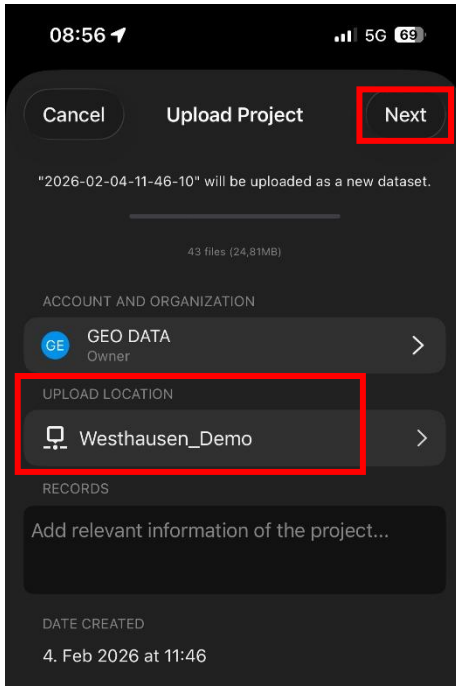 08:56 5G 69
Cancel Upload Project Next
"2026-02-04-11-46-10" will be uploaded as a new dataset.
43 files (24,81MB)
ACCOUNT AND ORGANIZATION
GE GEO DATA
Owner
UPLOAD LOCATION
Westhausen_Demo
RECORDS
Add relevant information of the project...
DATE CREATED
4. Feb 2026 at 11:46